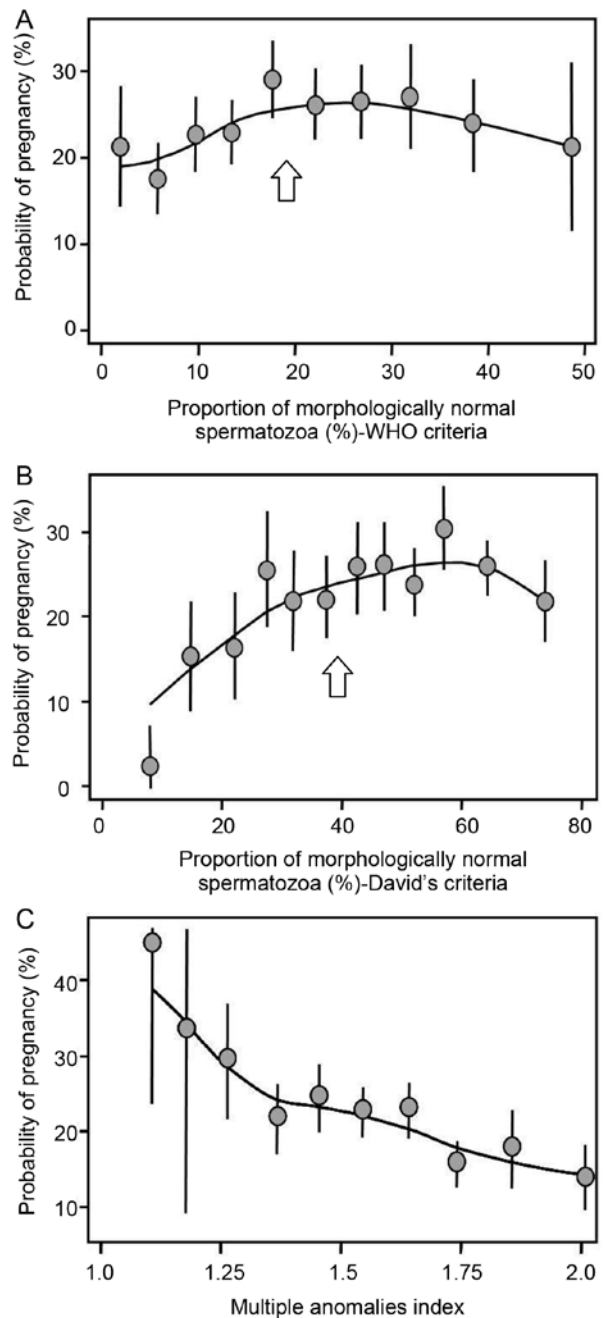 A
Probability of pregnancy (%)
30
20
10
0
0 10 20 30 40 50
Proportion of morphologically normal
spermatozoa (%)-WHO criteria
B
Probability of pregnancy (%)
30
20
10
0
0 20 40 60 80
Proportion of morphologically normal
spermatozoa (%)-David's criteria
C
Probability of pregnancy (%)
40
30
20
10
1.0 1.25 1.5 1.75 2.0
Multiple anomalies index